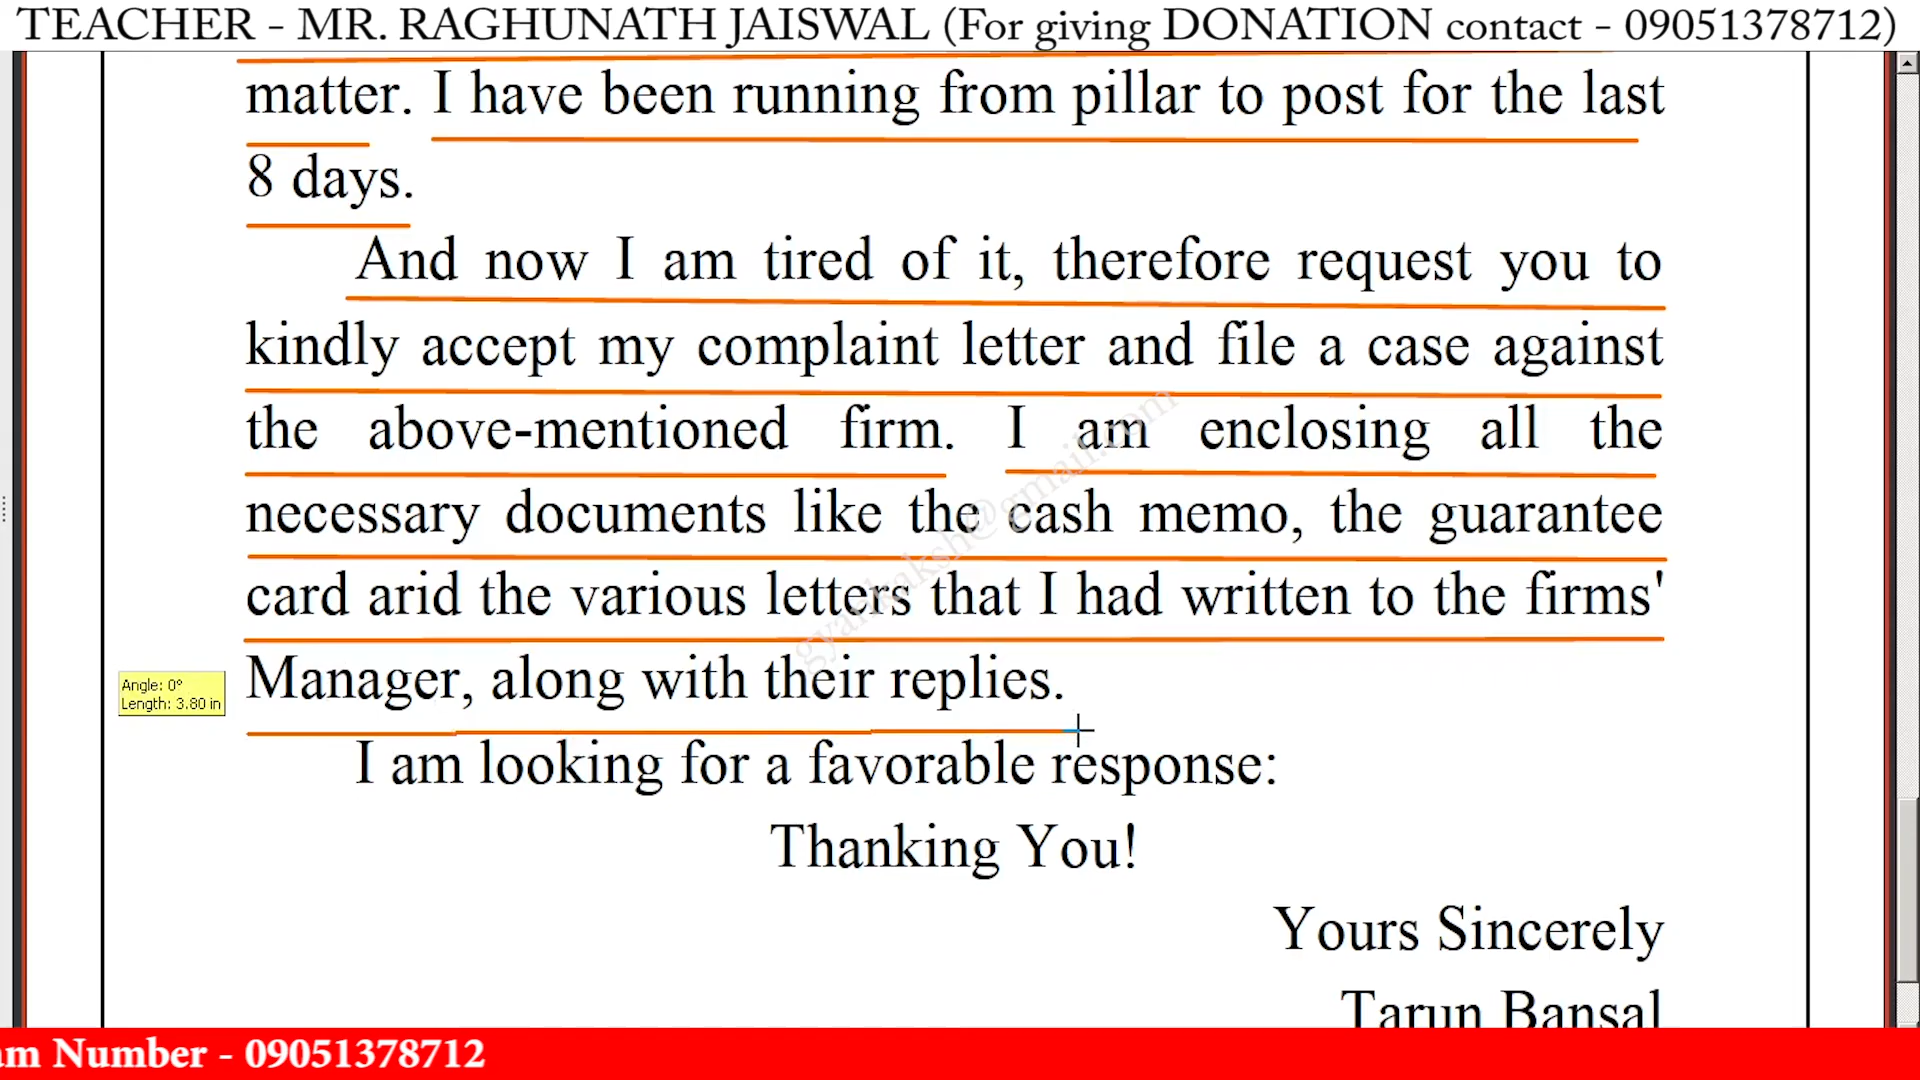 TEACHER - MR. RAGHUNATH JAISWAL (For giving DONATION contact - 09051378712)
matter. I have been running from pillar to post for the last
8 days.
And now I am tired of it, therefore request you to
kindly accept my complaint letter and file a case against
the above-mentioned firm. I am enclosing all the
necessary documents like the cash memo, the guarantee
card arid the various letters that I had written to the firms'
Manager, along with their replies.
Angle: 0°
Length: 3.80 in
gyankaksh@gmail.com
I am looking for a favorable response:
Thanking You!
Yours Sincerely
Tarun Bansal
am Number - 09051378712